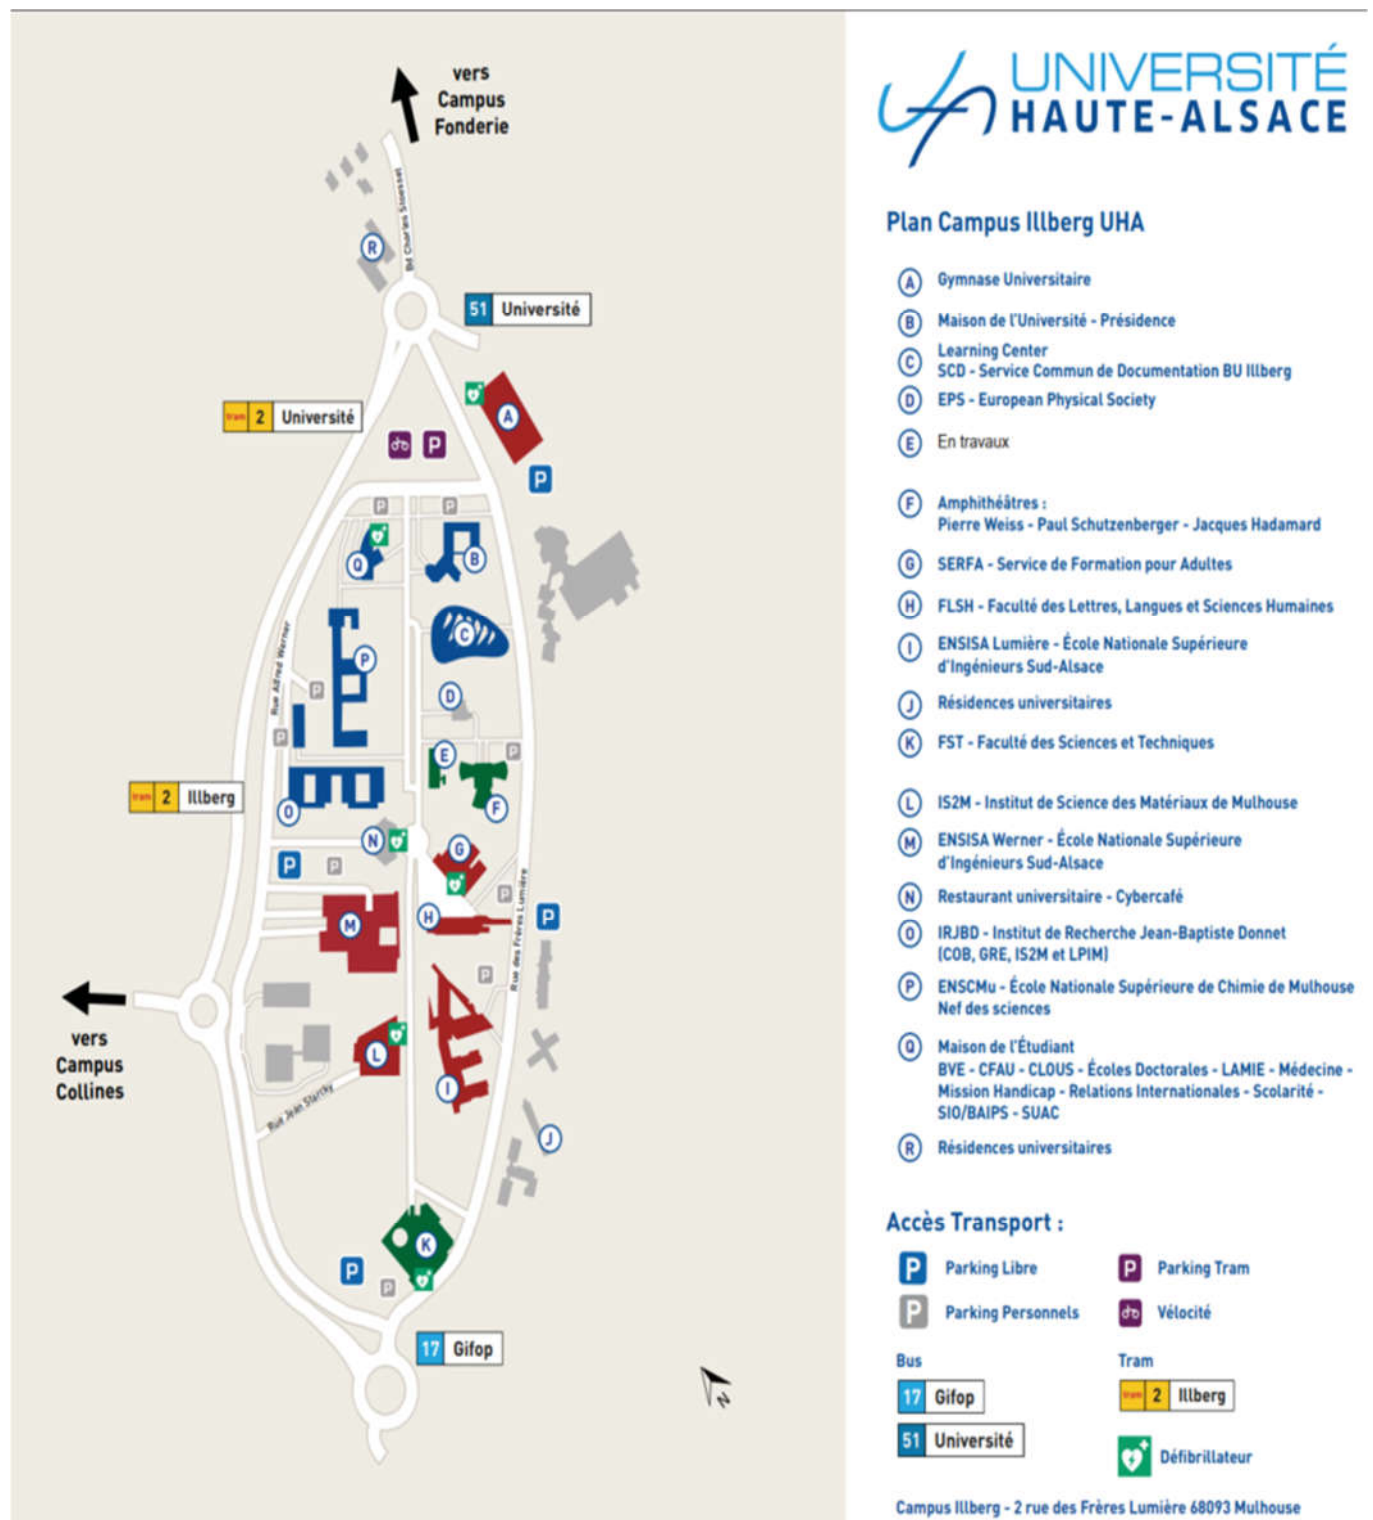 vers
Campus
Fonderie
Bd Charles Stoessel
R
51 Université
A
tram 2 Université
P
P
P
P
Q
B
C
P
Rue Alfred Werner
D
P
P
E
P
tram 2 Illberg
O
F
N
G
P
P
P
H
M
P
Rue des Frères Lumière
P
vers
Campus
Collines
L
I
Rue Jean Starcky
J
K
P
P
17 Gifop
N
UNIVERSITÉ
HAUTE-ALSACE
Plan Campus Illberg UHA
A Gymnase Universitaire
B Maison de l'Université - Présidence
C Learning Center
SCD - Service Commun de Documentation BU Illberg
D EPS - European Physical Society
E En travaux
F Amphithéâtres :
Pierre Weiss - Paul Schutzenberger - Jacques Hadamard
G SERFA - Service de Formation pour Adultes
H FLSH - Faculté des Lettres, Langues et Sciences Humaines
I ENSISA Lumière - École Nationale Supérieure
d'Ingénieurs Sud-Alsace
J Résidences universitaires
K FST - Faculté des Sciences et Techniques
L IS2M - Institut de Science des Matériaux de Mulhouse
M ENSISA Werner - École Nationale Supérieure
d'Ingénieurs Sud-Alsace
N Restaurant universitaire - Cybercafé
O IRJBD - Institut de Recherche Jean-Baptiste Donnet
(COB, GRE, IS2M et LPIM)
P ENSCMu - École Nationale Supérieure de Chimie de Mulhouse
Nef des sciences
Q Maison de l'Étudiant
BVE - CFAU - CLOUS - Écoles Doctorales - LAMIE - Médecine -
Mission Handicap - Relations Internationales - Scolarité -
SIO/BAIPS - SUAC
R Résidences universitaires
Accès Transport :
P Parking Libre
P Parking Tram
P Parking Personnels
Vélocité
Bus
Tram
17 Gifop
tram 2 Illberg
51 Université
Défibrillateur
Campus Illberg - 2 rue des Frères Lumière 68093 Mulhouse